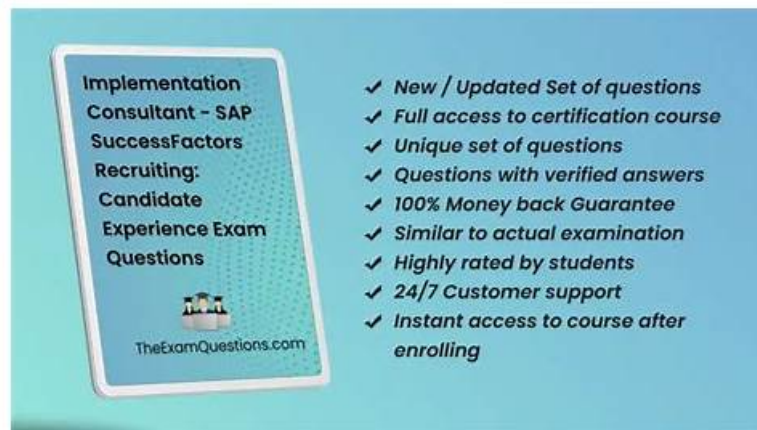 Implementation
Consultant - SAP
SuccessFactors
Recruiting:
Candidate
Experience Exam
Questions
TheExamQuestions.com
✔ New / Updated Set of questions
✔ Full access to certification course
✔ Unique set of questions
✔ Questions with verified answers
✔ 100% Money back Guarantee
✔ Similar to actual examination
✔ Highly rated by students
✔ 24/7 Customer support
✔ Instant access to course after
enrolling